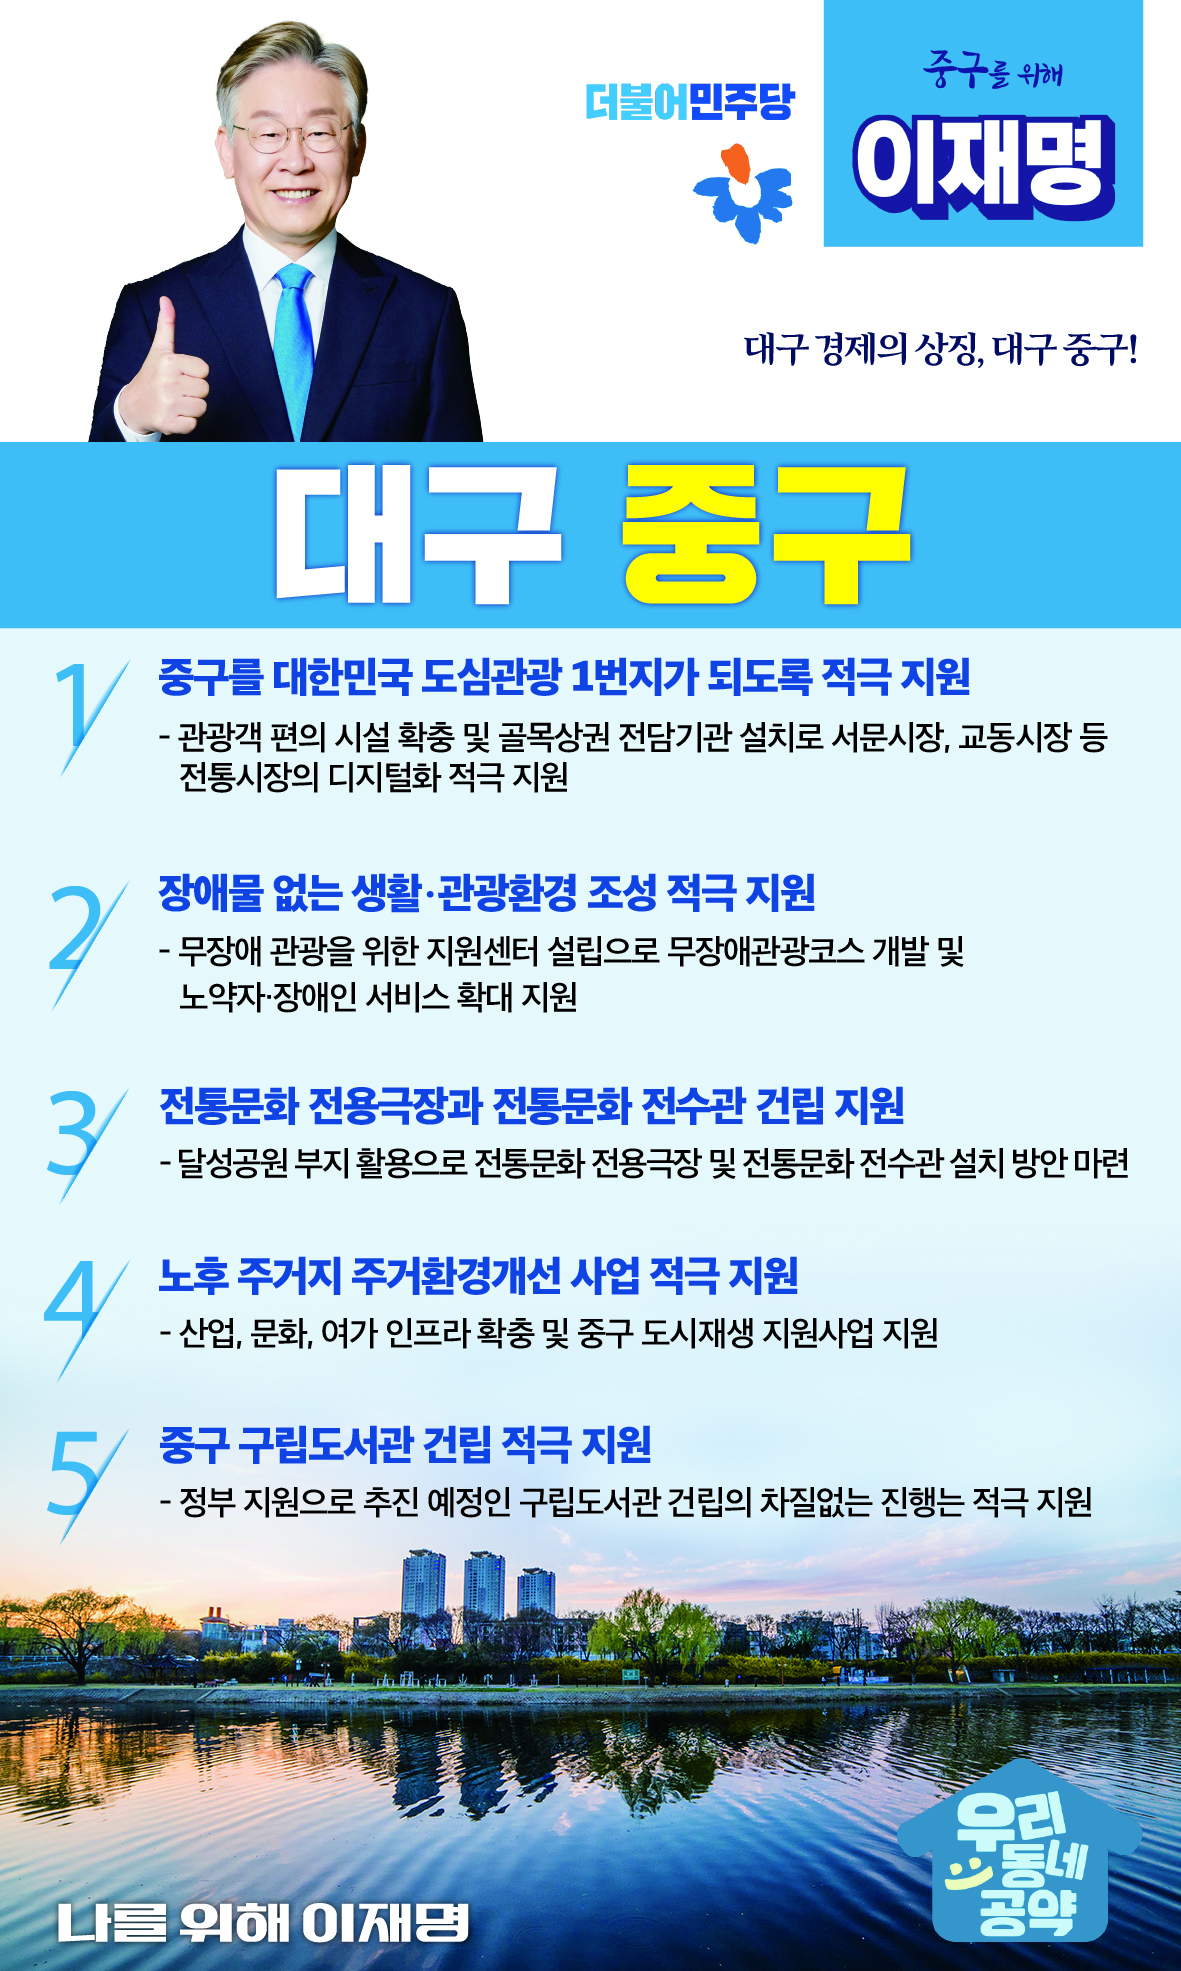 더불어민주당
중구를 위해
이재명
대구 경제의 상징, 대구 중구!
대구 중구
1 중구를 대한민국 도심관광 1번지가 되도록 적극 지원
- 관광객 편의 시설 확충 및 골목상권 전담기관 설치로 서문시장, 교동시장 등
전통시장의 디지털화 적극 지원
2 장애물 없는 생활·관광환경 조성 적극 지원
- 무장애 관광을 위한 지원센터 설립으로 무장애관광코스 개발 및
노약자·장애인 서비스 확대 지원
3 전통문화 전용극장과 전통문화 전수관 건립 지원
- 달성공원 부지 활용으로 전통문화 전용극장 및 전통문화 전수관 설치 방안 마련
4 노후 주거지 주거환경개선 사업 적극 지원
- 산업, 문화, 여가 인프라 확충 및 중구 도시재생 지원사업 지원
5 중구 구립도서관 건립 적극 지원
- 정부 지원으로 추진 예정인 구립도서관 건립의 차질없는 진행는 적극 지원
우리
동네
공약
나를 위해 이재명